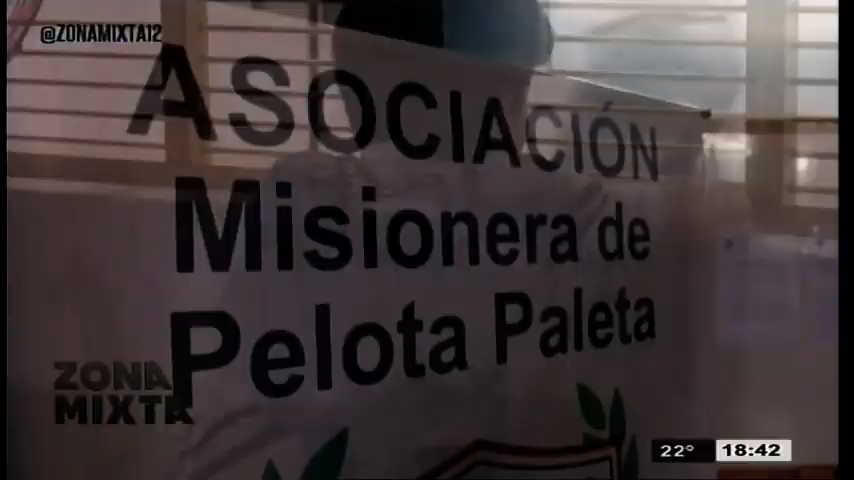 @ZONAMIXTA12
ASOCIACIÓN
Misionera de
Pelota Paleta
ZONA
MIXTA
22° 18:42